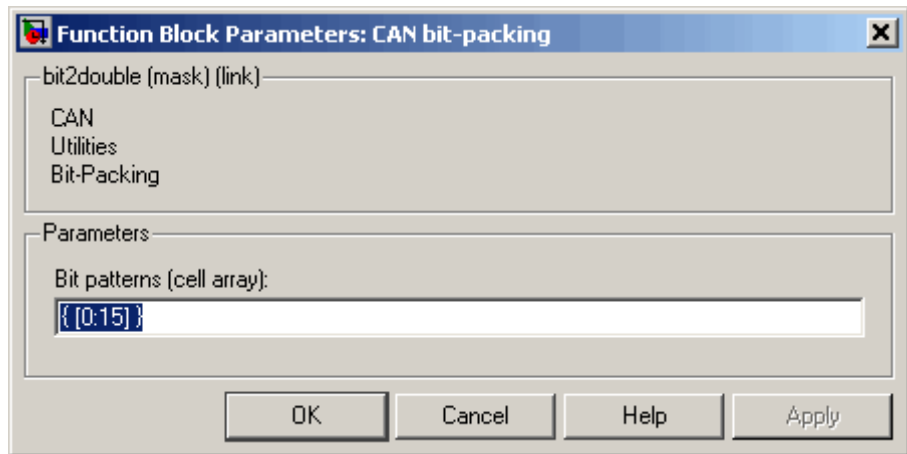 Function Block Parameters: CAN bit-packing
bit2double (mask) (link)
CAN
Utilities
Bit-Packing
Parameters
Bit patterns (cell array):
{ [0:15] }
OK Cancel Help Apply